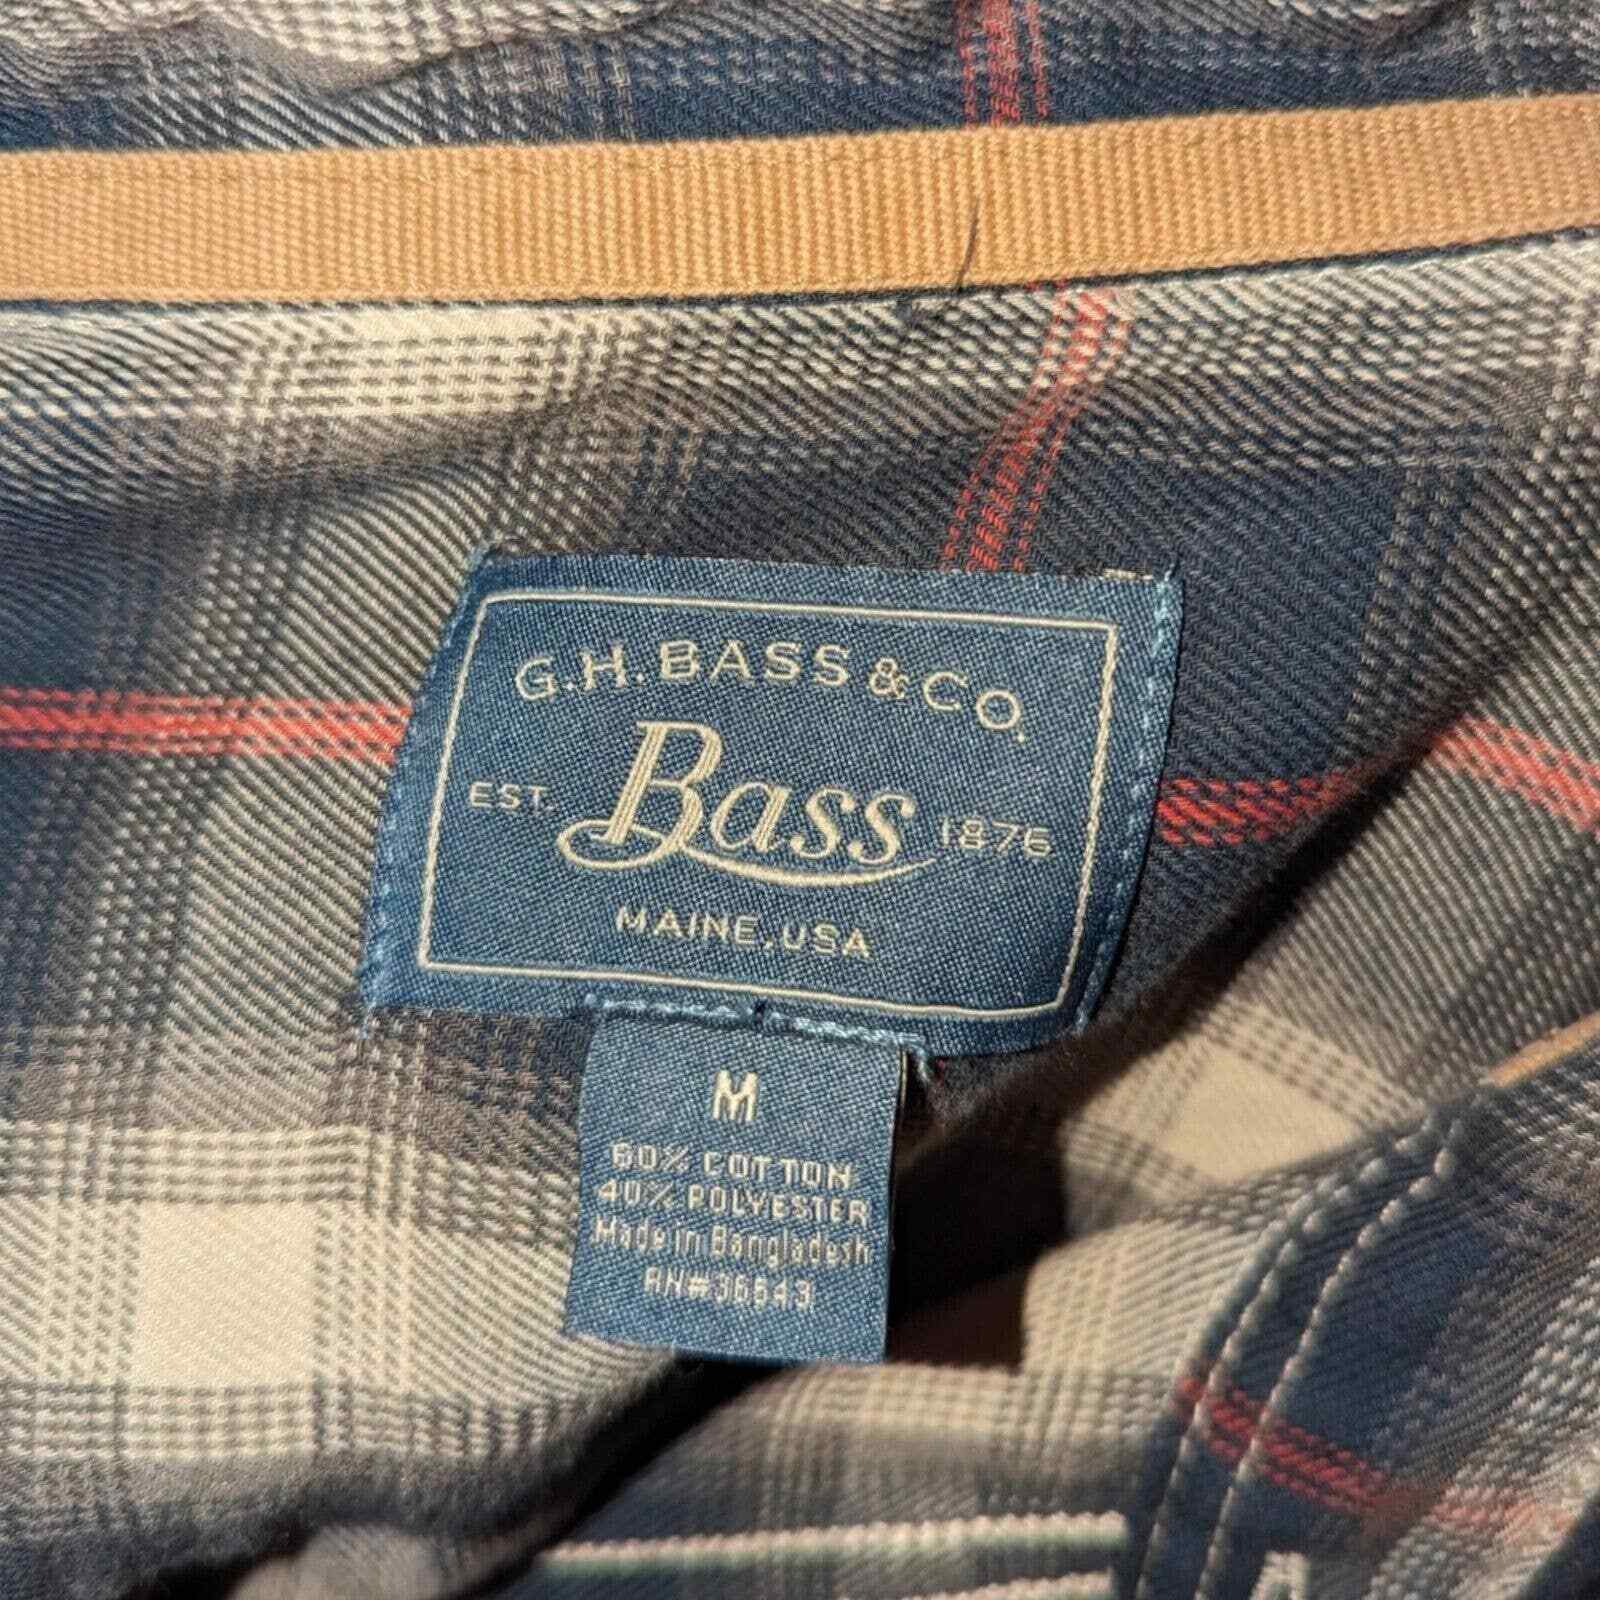 G.H. BASS & CO.
Bass
EST. 1876
MAINE, USA
M
60% COTTON
40% POLYESTER
Made in Bangladesh
RN#36543